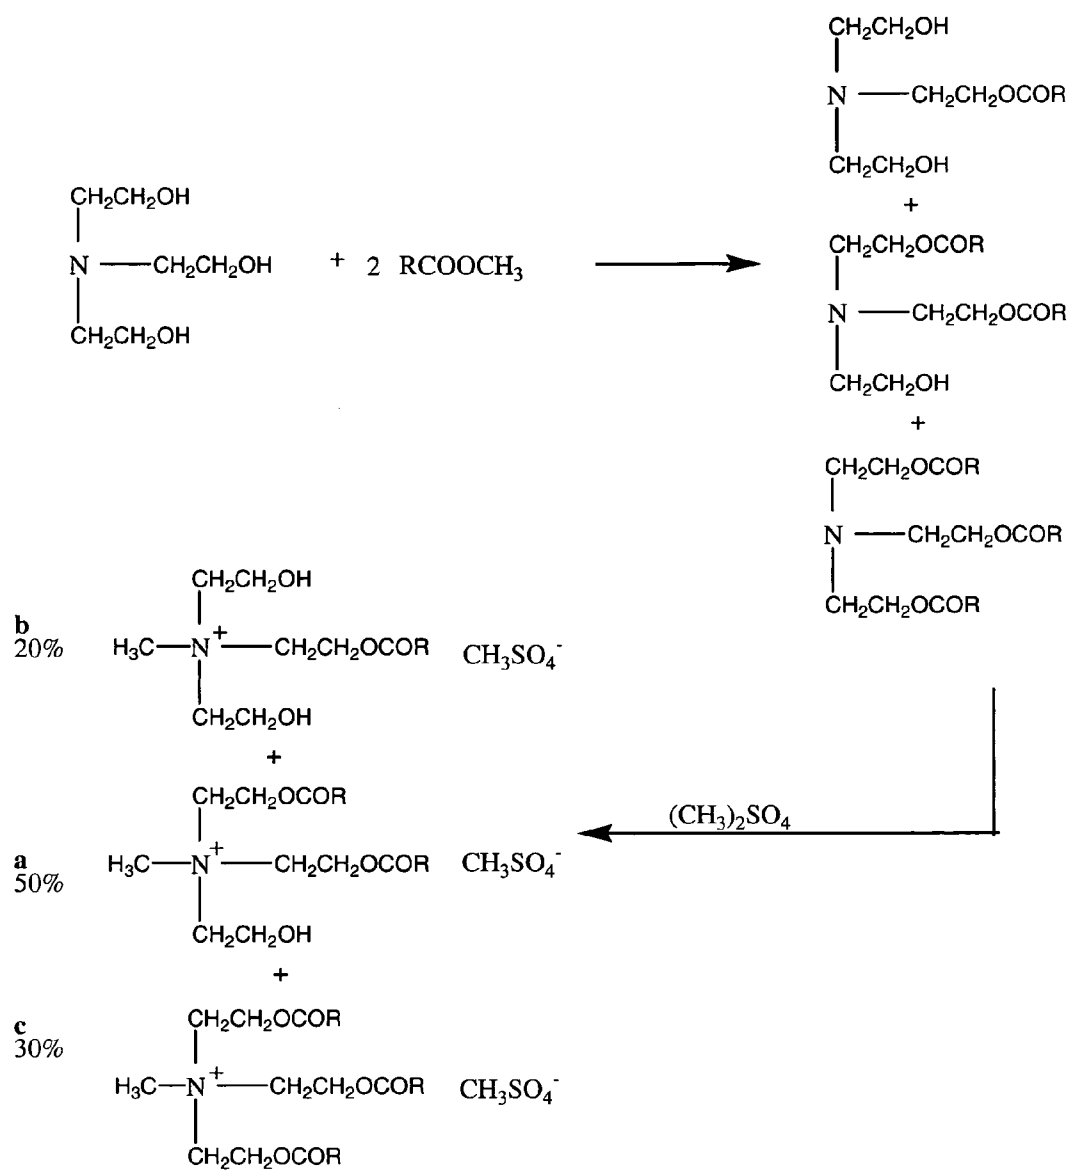 CH₂CH₂OH
N CH₂CH₂OH
CH₂CH₂OH
+ 2 RCOOCH₃
CH₂CH₂OH
N CH₂CH₂OCOR
CH₂CH₂OH
+
CH₂CH₂OCOR
N CH₂CH₂OCOR
CH₂CH₂OH
+
CH₂CH₂OCOR
N CH₂CH₂OCOR
CH₂CH₂OCOR
(CH₃)₂SO₄
b
20%
CH₂CH₂OH
H₃C N⁺ CH₂CH₂OCOR CH₃SO₄⁻
CH₂CH₂OH
+
a
50%
CH₂CH₂OCOR
H₃C N⁺ CH₂CH₂OCOR CH₃SO₄⁻
CH₂CH₂OH
+
c
30%
CH₂CH₂OCOR
H₃C N⁺ CH₂CH₂OCOR CH₃SO₄⁻
CH₂CH₂OCOR